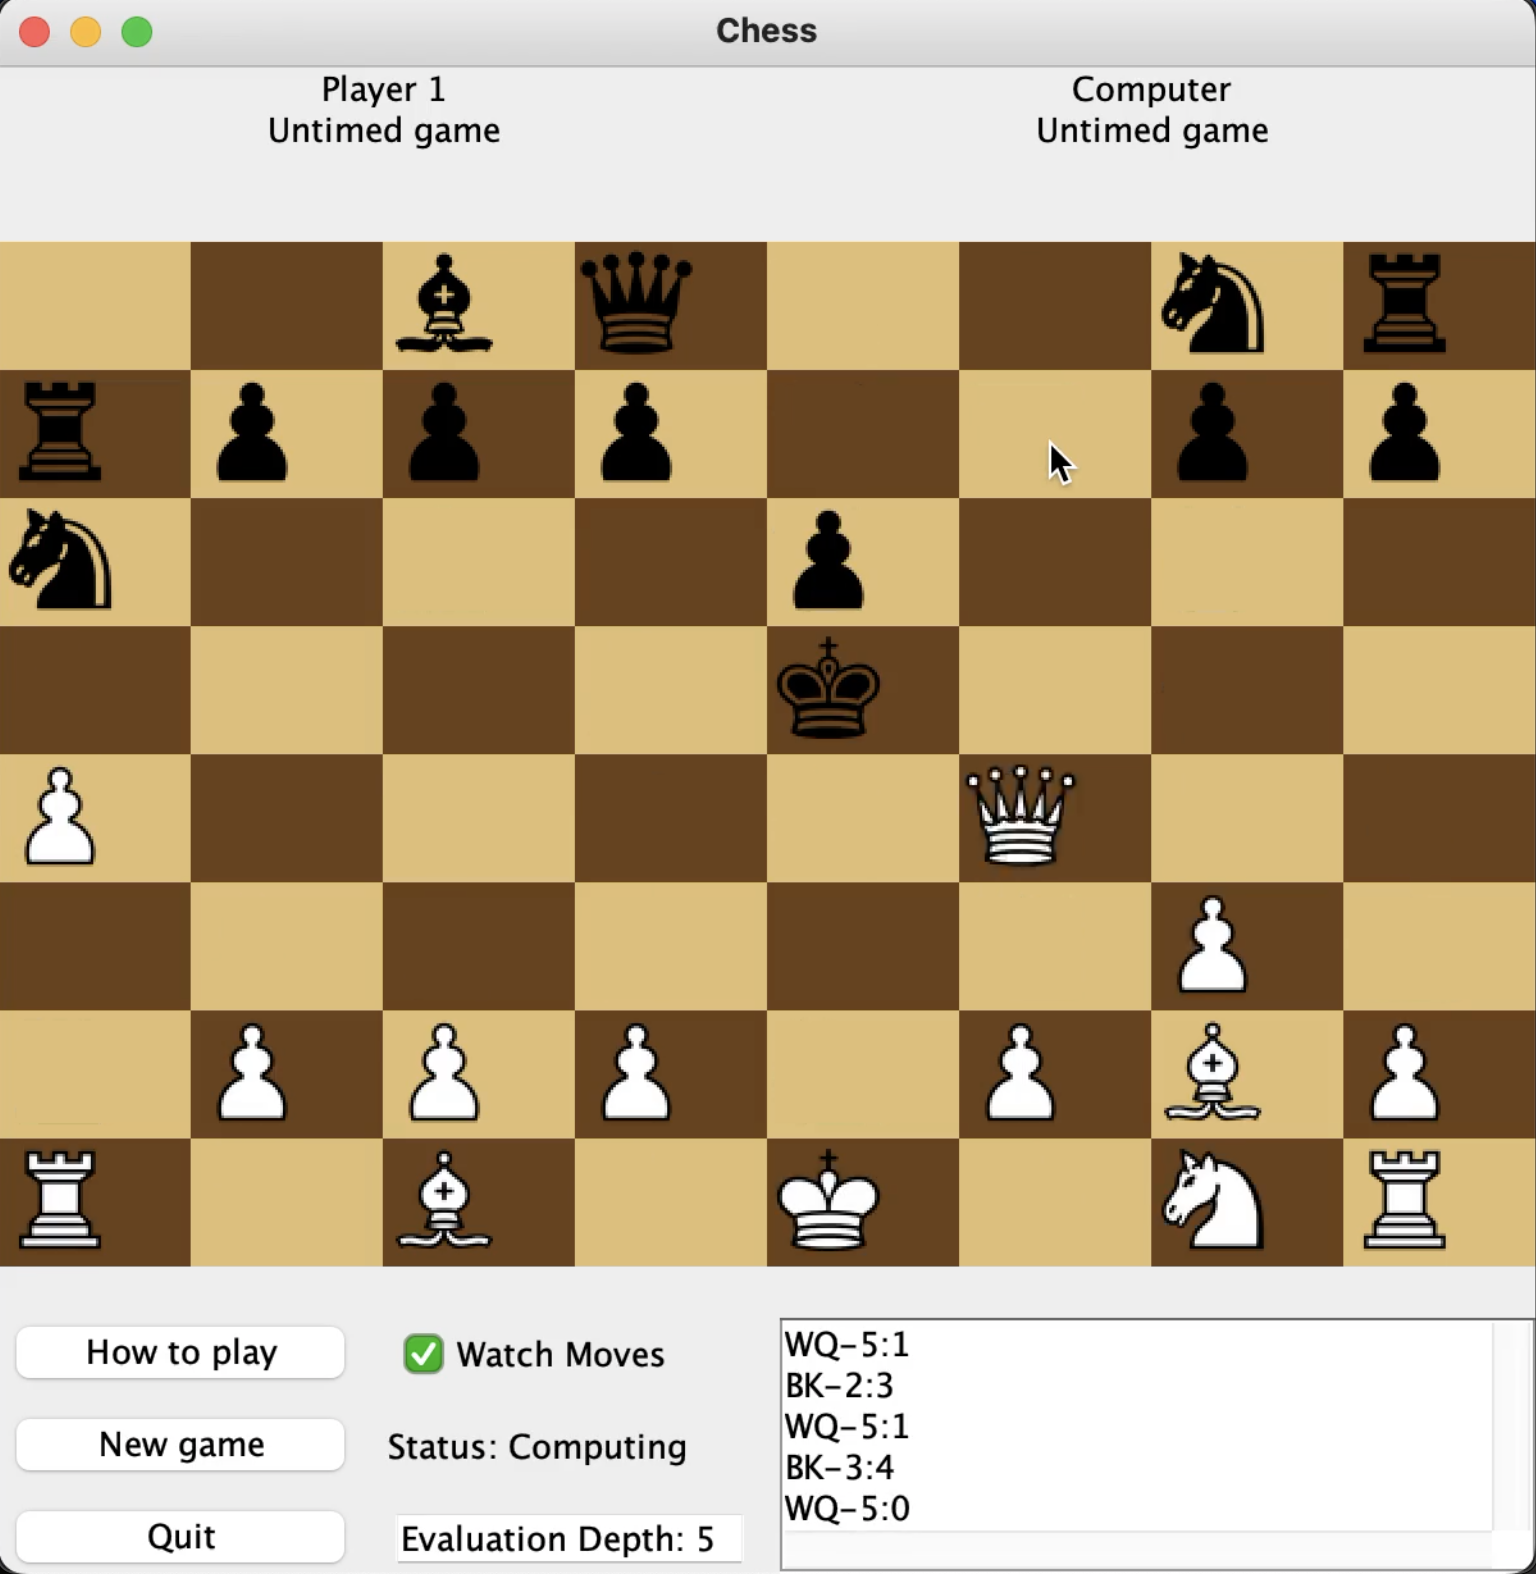 Chess
Player 1
Untimed game
Computer
Untimed game
How to play
New game
Quit
Watch Moves
Status: Computing
Evaluation Depth: 5
WQ-5:1
BK-2:3
WQ-5:1
BK-3:4
WQ-5:0